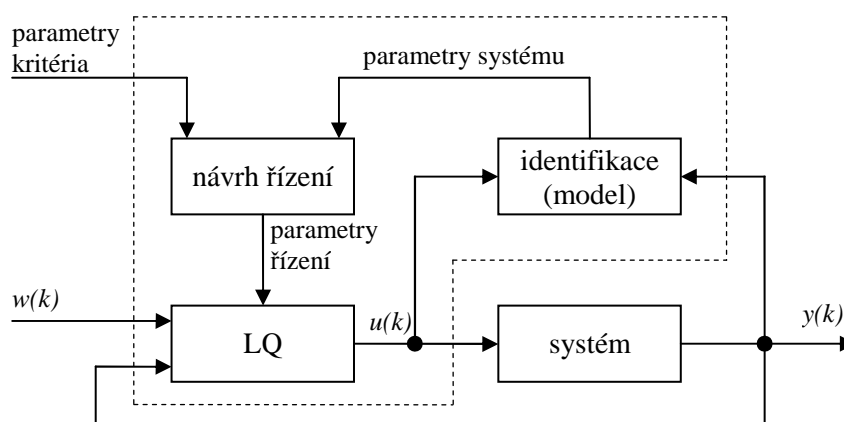 parametry
kritéria
parametry systému
návrh řízení
identifikace
(model)
parametry
řízení
w(k)
LQ
u(k)
systém
y(k)